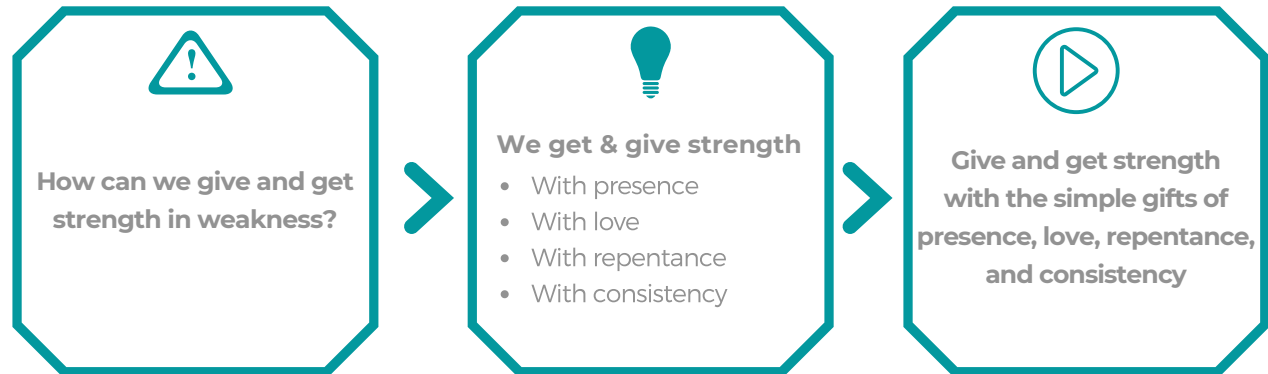 How can we give and get
strength in weakness?
We get & give strength
• With presence
• With love
• With repentance
• With consistency
Give and get strength
with the simple gifts of
presence, love, repentance,
and consistency